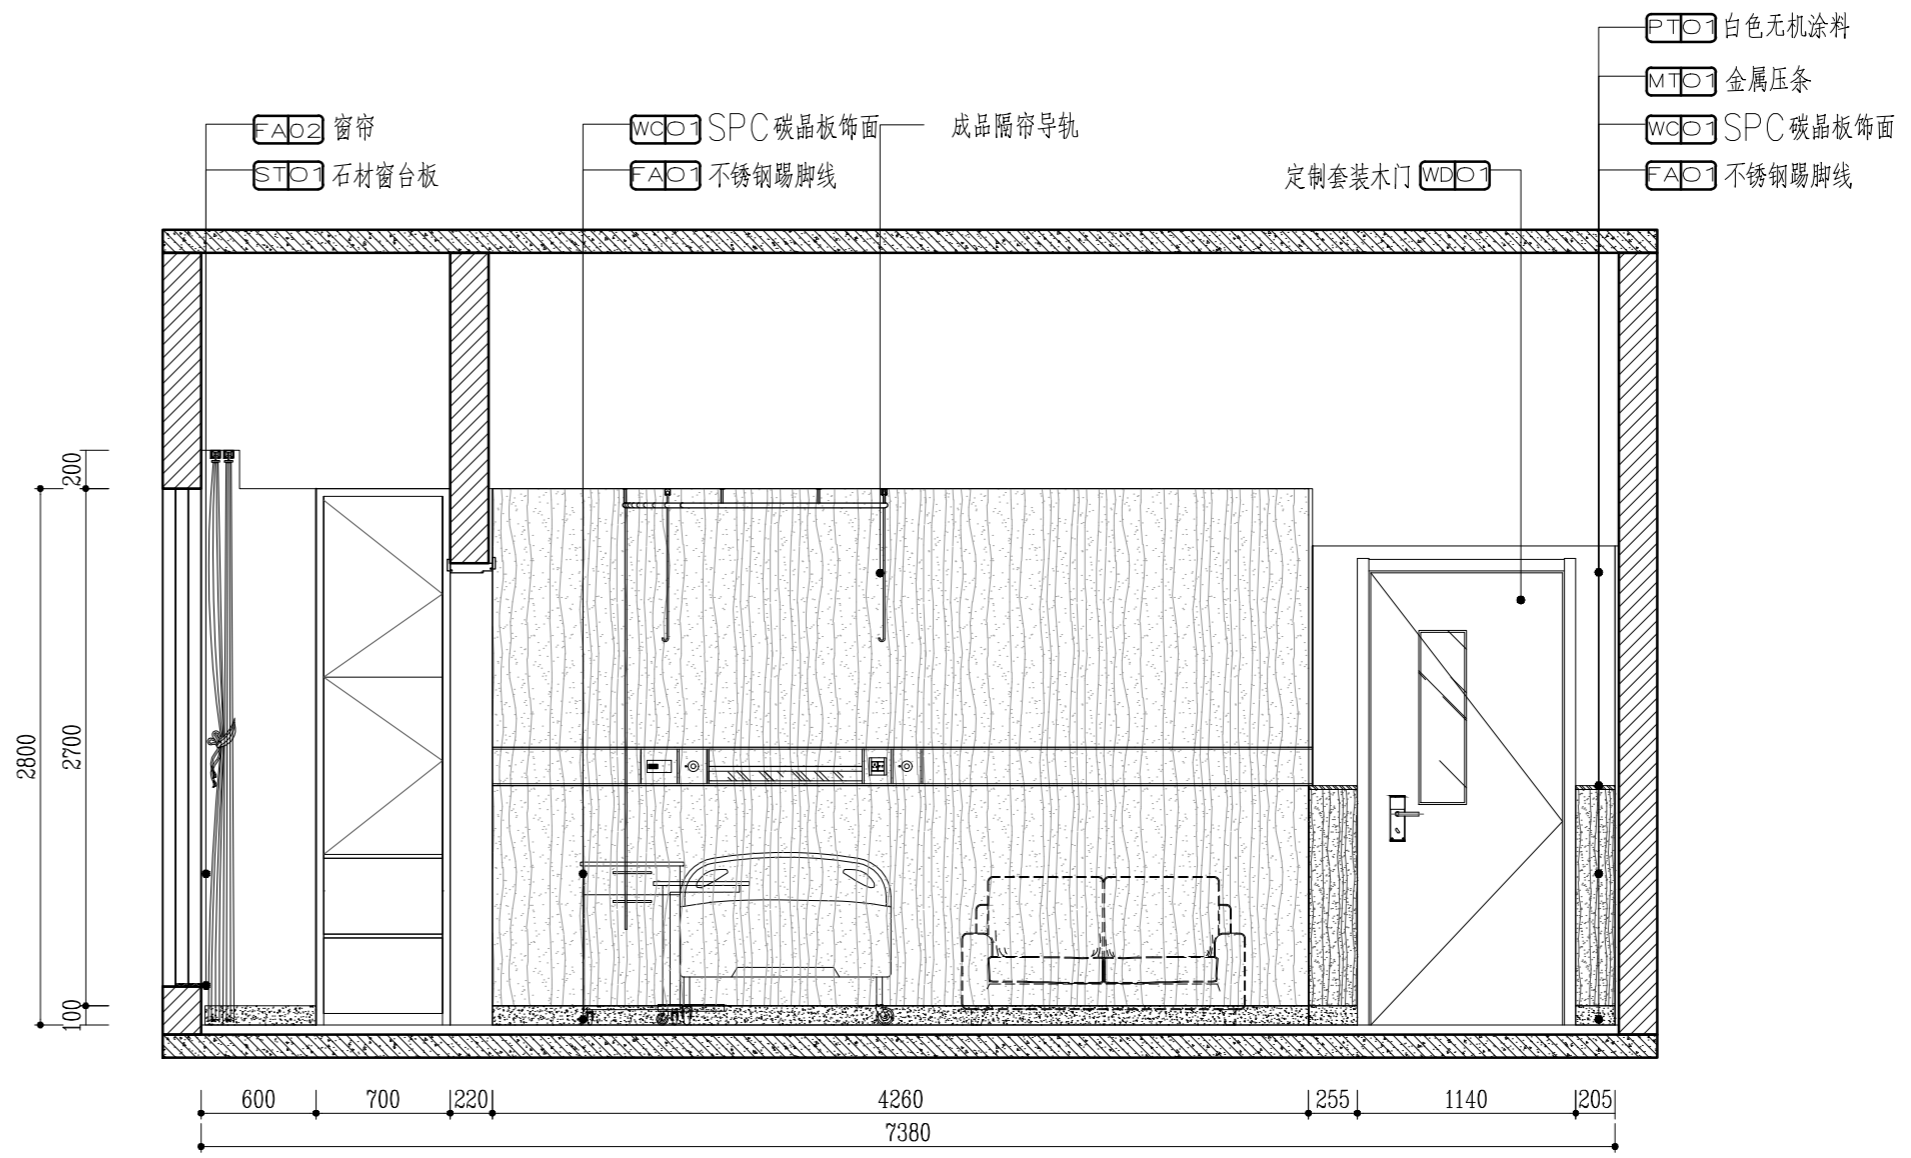 PT01 白色无机涂料
MT01 金属压条
FA02 窗帘
WC01 SPC碳晶板饰面
成品隔帘导轨
WC01 SPC碳晶板饰面
ST01 石材窗台板
FA01 不锈钢踢脚线
定制套装木门 WD01
FA01 不锈钢踢脚线
200
2800
2700
100
600
700
220
4260
255
1140
205
7380